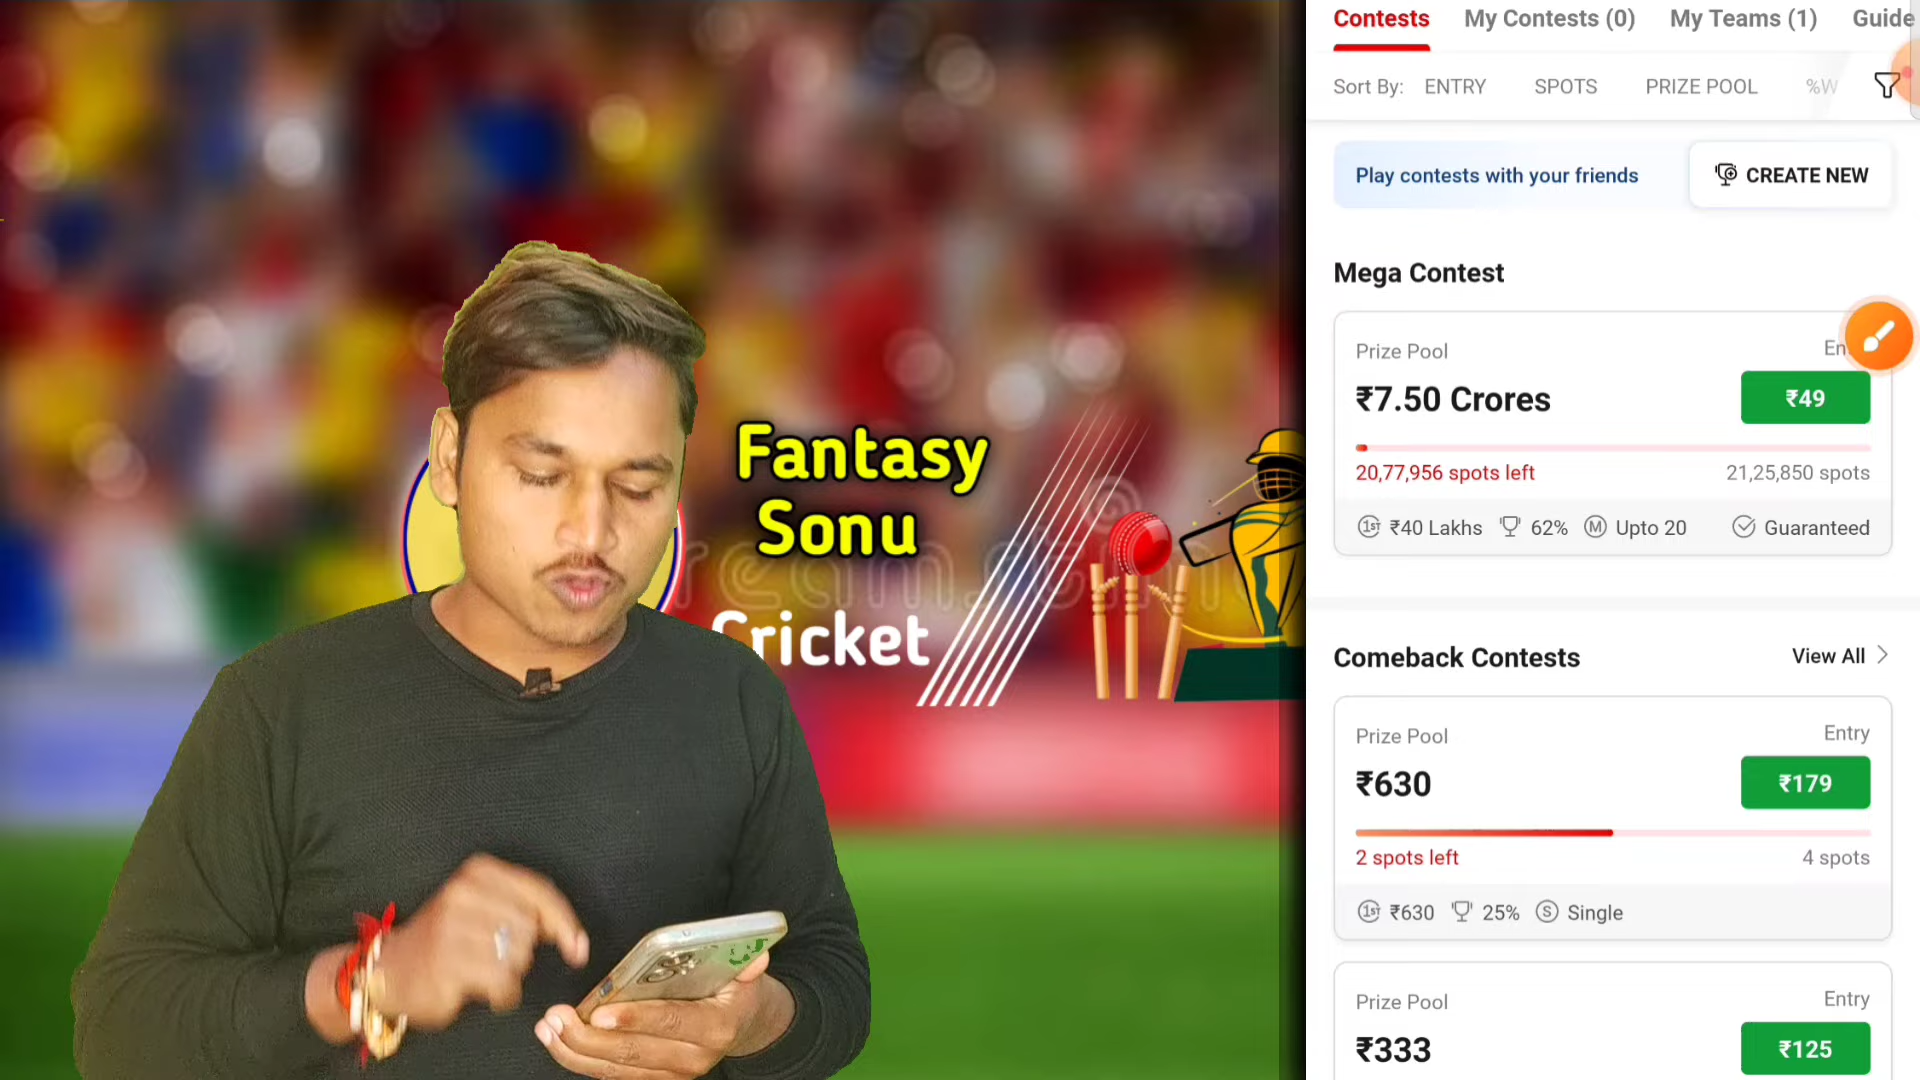 Fantasy
Sonu
Cricket
Contests My Contests (0) My Teams (1) Guide
Sort By: ENTRY SPOTS PRIZE POOL %W
Play contests with your friends CREATE NEW
Mega Contest
Prize Pool En
₹7.50 Crores ₹49
20,77,956 spots left 21,25,850 spots
1st ₹40 Lakhs 62% M Upto 20 Guaranteed
Comeback Contests View All
Prize Pool Entry
₹630 ₹179
2 spots left 4 spots
1st ₹630 25% S Single
Prize Pool Entry
₹333 ₹125